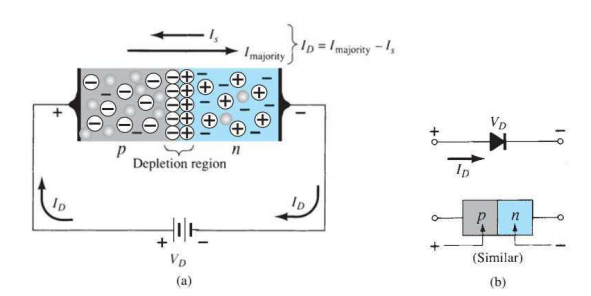 I_s
I_majority
I_D = I_majority − I_s
+ −
p n
Depletion region
I_D I_D
+ −
V_D
(a)
V_D
+ −
I_D
p n
+ −
(Similar)
(b)